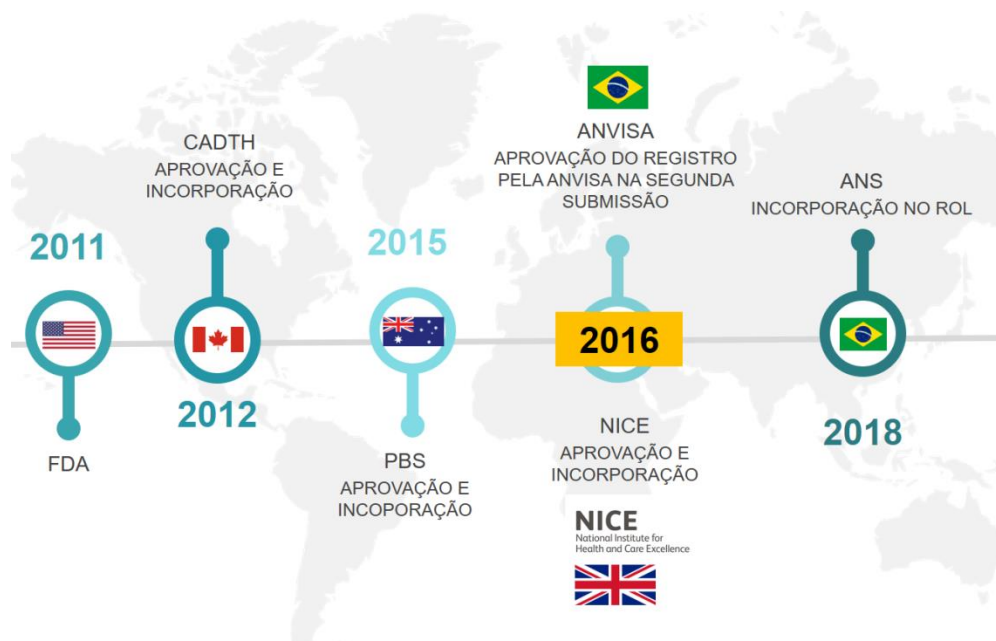 2011
FDA
CADTH
APROVAÇÃO E
INCORPORAÇÃO
2012
2015
PBS
APROVAÇÃO E
INCOPORAÇÃO
ANVISA
APROVAÇÃO DO REGISTRO
PELA ANVISA NA SEGUNDA
SUBMISSÃO
2016
NICE
APROVAÇÃO E
INCORPORAÇÃO
NICE
National Institute for
Health and Care Excellence
ANS
INCORPORAÇÃO NO ROL
2018